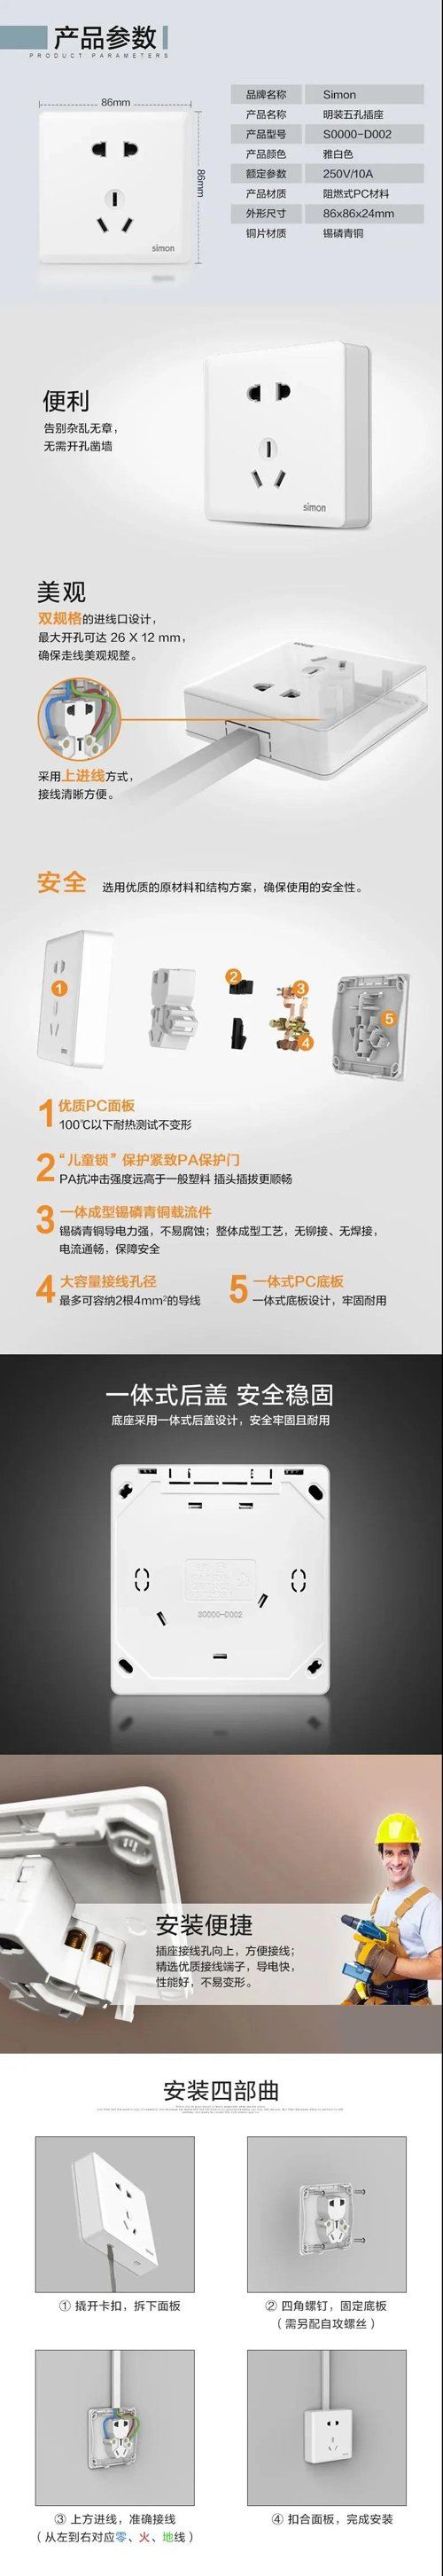 产品参数
PRODUCT PARAMETERS
86mm
86mm
simon
品牌名称 Simon
产品名称 明装五孔插座
产品型号 S0000-D002
产品颜色 雅白色
额定参数 250V/10A
产品材质 阻燃式PC材料
外形尺寸 86x86x24mm
铜片材质 锡磷青铜
便利
告别杂乱无章，
无需开孔凿墙
simon
美观
双规格的进线口设计，
最大开孔可达 26 X 12 mm，
确保走线美观规整。
采用上进线方式，
接线清晰方便。
安全 选用优质的原材料和结构方案，确保使用的安全性。
1
2
3
4
5
1 优质PC面板
100℃以下耐热测试不变形
2 “儿童锁”保护紧致PA保护门
PA抗冲击强度远高于一般塑料 插头插拔更顺畅
3 一体成型锡磷青铜载流件
锡磷青铜导电力强，不易腐蚀；整体成型工艺，无铆接、无焊接，
电流通畅，保障安全
4 大容量接线孔径
最多可容纳2根4mm²的导线
5 一体式PC底板
一体式底板设计，牢固耐用
一体式后盖 安全稳固
底座采用一体式后盖设计，安全牢固且耐用
S0000-D002
安装便捷
插座接线孔向上，方便接线；
精选优质接线端子，导电快，
性能好，不易变形。
安装四部曲
① 撬开卡扣，拆下面板
② 四角螺钉，固定底板
（需另配自攻螺丝）
③ 上方进线，准确接线
（从左到右对应零、火、地线）
④ 扣合面板，完成安装